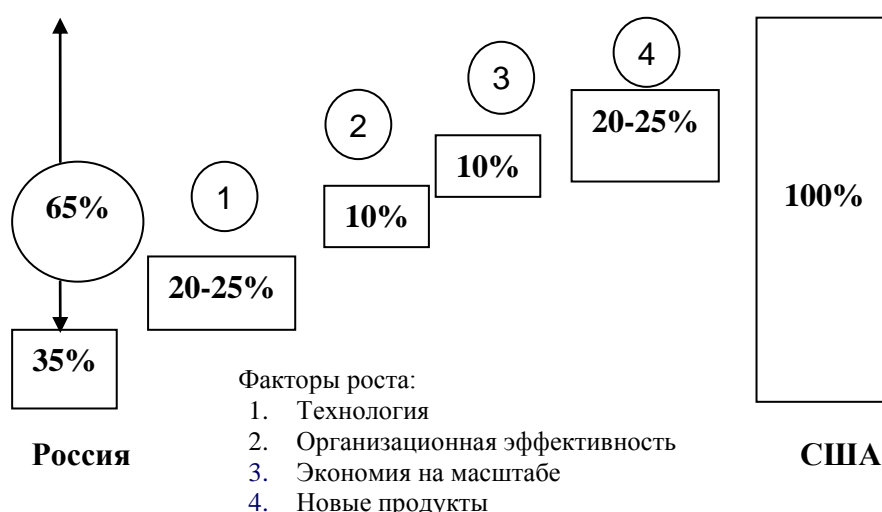 4
3
20-25%
2
10%
100%
65%
1
10%
20-25%
35%
Факторы роста:
1. Технология
2. Организационная эффективность
3. Экономия на масштабе
4. Новые продукты
Россия
США